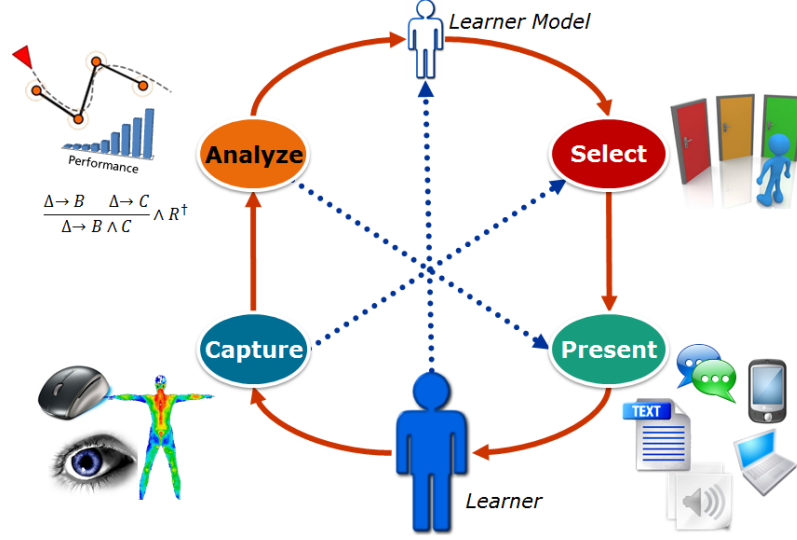 Learner Model
Analyze
Select
Performance
Δ→ B Δ→ C
Δ→ B ∧ C
∧ R†
Capture
Present
TEXT
Learner